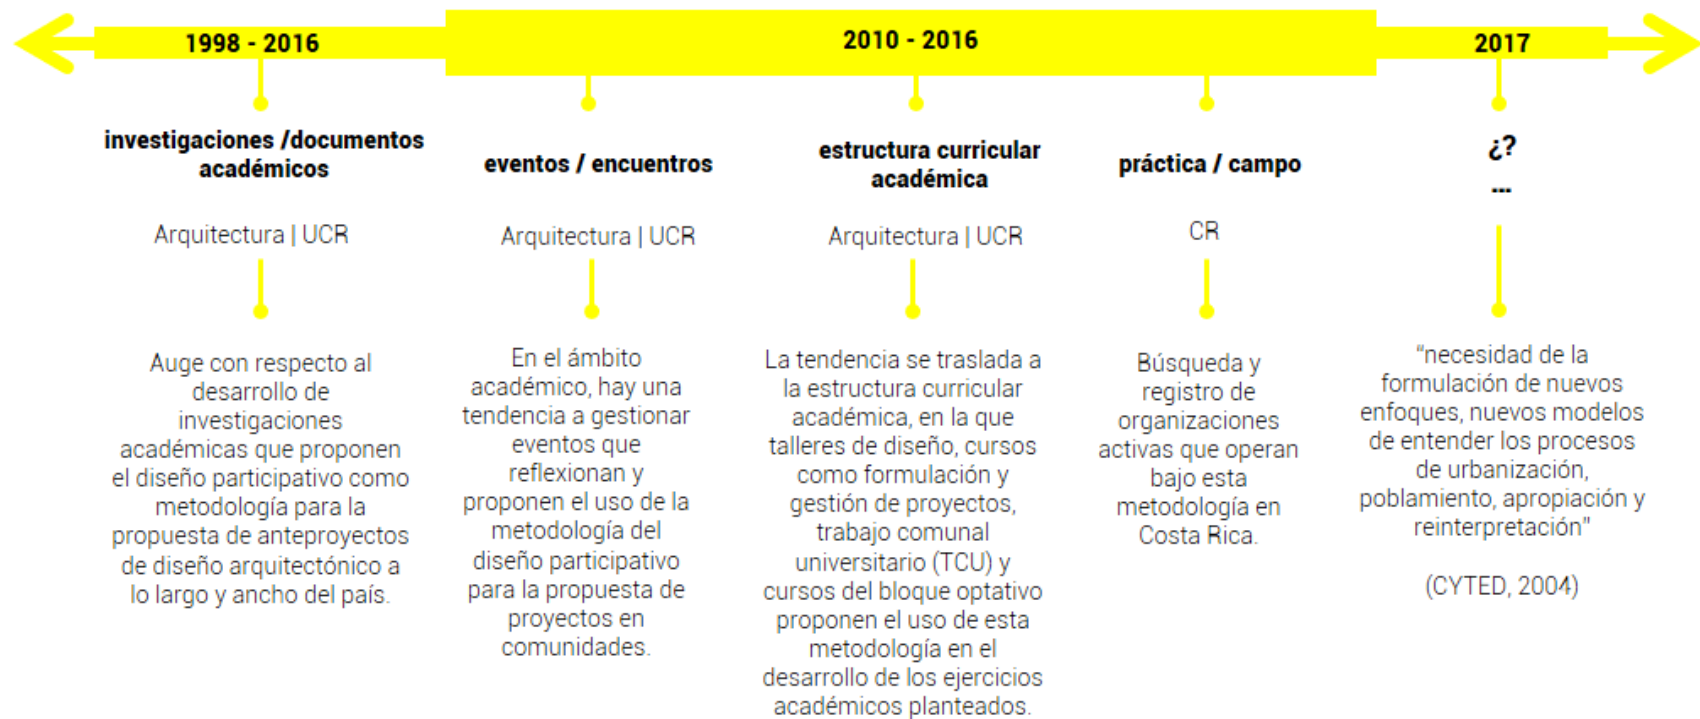 1998 - 2016
investigaciones /documentos
académicos
Arquitectura | UCR
Auge con respecto al
desarrollo de
investigaciones
académicas que proponen
el diseño participativo como
metodología para la
propuesta de anteproyectos
de diseño arquitectónico a
lo largo y ancho del país.
2010 - 2016
eventos / encuentros
Arquitectura | UCR
En el ámbito
académico, hay una
tendencia a gestionar
eventos que
reflexionan y
proponen el uso de la
metodología del
diseño participativo
para la propuesta de
proyectos en
comunidades.
estructura curricular
académica
Arquitectura | UCR
La tendencia se traslada a
la estructura curricular
académica, en la que
talleres de diseño, cursos
como formulación y
gestión de proyectos,
trabajo comunal
universitario (TCU) y
cursos del bloque optativo
proponen el uso de esta
metodología en el
desarrollo de los ejercicios
académicos planteados.
práctica / campo
CR
Búsqueda y
registro de
organizaciones
activas que operan
bajo esta
metodología en
Costa Rica.
2017
¿?
...
“necesidad de la
formulación de nuevos
enfoques, nuevos modelos
de entender los procesos
de urbanización,
poblamiento, apropiación y
reinterpretación”
(CYTED, 2004)